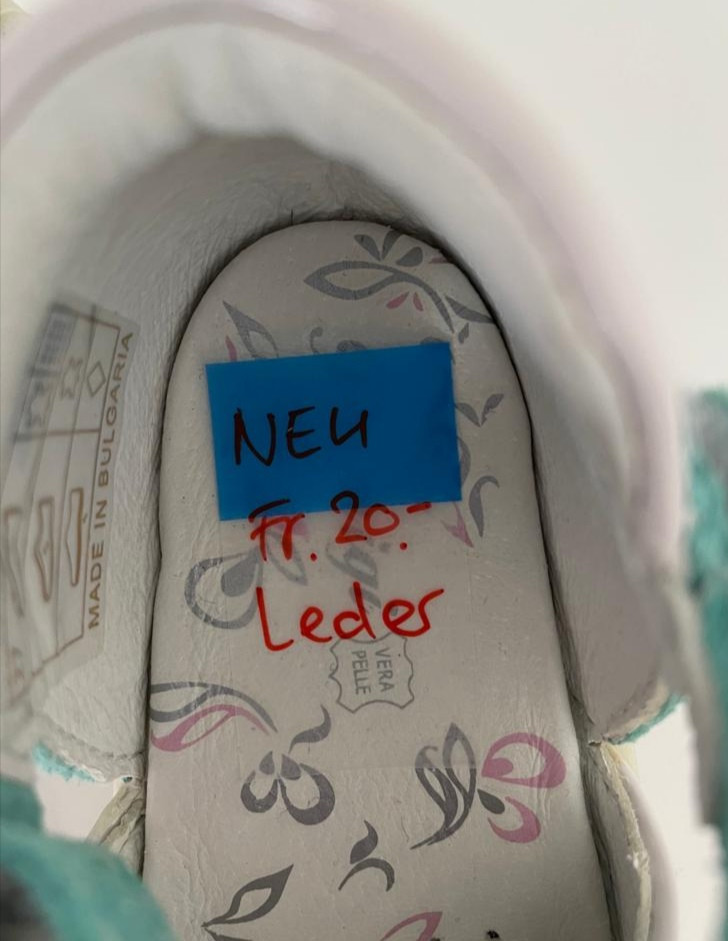 NEU
Fr. 20.-
Leder
VERA
PELLE
MADE IN BULGARIA